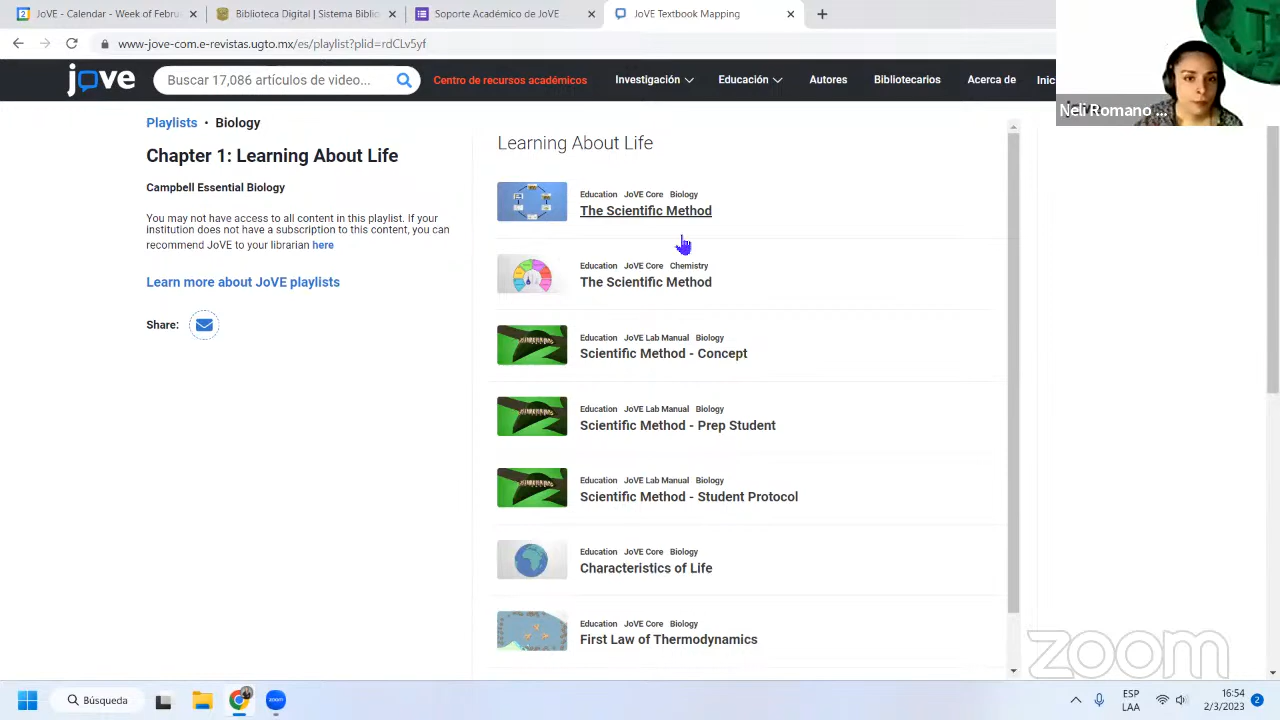 JoVE - Calendar - Week of Februa
Biblioteca Digital | Sistema Bibli
Soporte Académico de JoVE
JoVE Textbook Mapping
www-jove-com.e-revistas.ugto.mx/es/playlist?plid=rdCLv5yf
jove
Buscar 17,086 artículos de video...
Centro de recursos académicos
Investigación
Educación
Autores
Bibliotecarios
Acerca de
Inic
Neli Romano ...
Playlists • Biology
Chapter 1: Learning About Life
Campbell Essential Biology
You may not have access to all content in this playlist. If your
institution does not have a subscription to this content, you can
recommend JoVE to your librarian here
Learn more about JoVE playlists
Share:
Learning About Life
Education JoVE Core Biology
The Scientific Method
Education JoVE Core Chemistry
The Scientific Method
Education JoVE Lab Manual Biology
Scientific Method - Concept
Education JoVE Lab Manual Biology
Scientific Method - Prep Student
Education JoVE Lab Manual Biology
Scientific Method - Student Protocol
Education JoVE Core Biology
Characteristics of Life
Education JoVE Core Biology
First Law of Thermodynamics
zoom
Búsqueda
zoom
ESP
LAA
16:54
2/3/2023
2